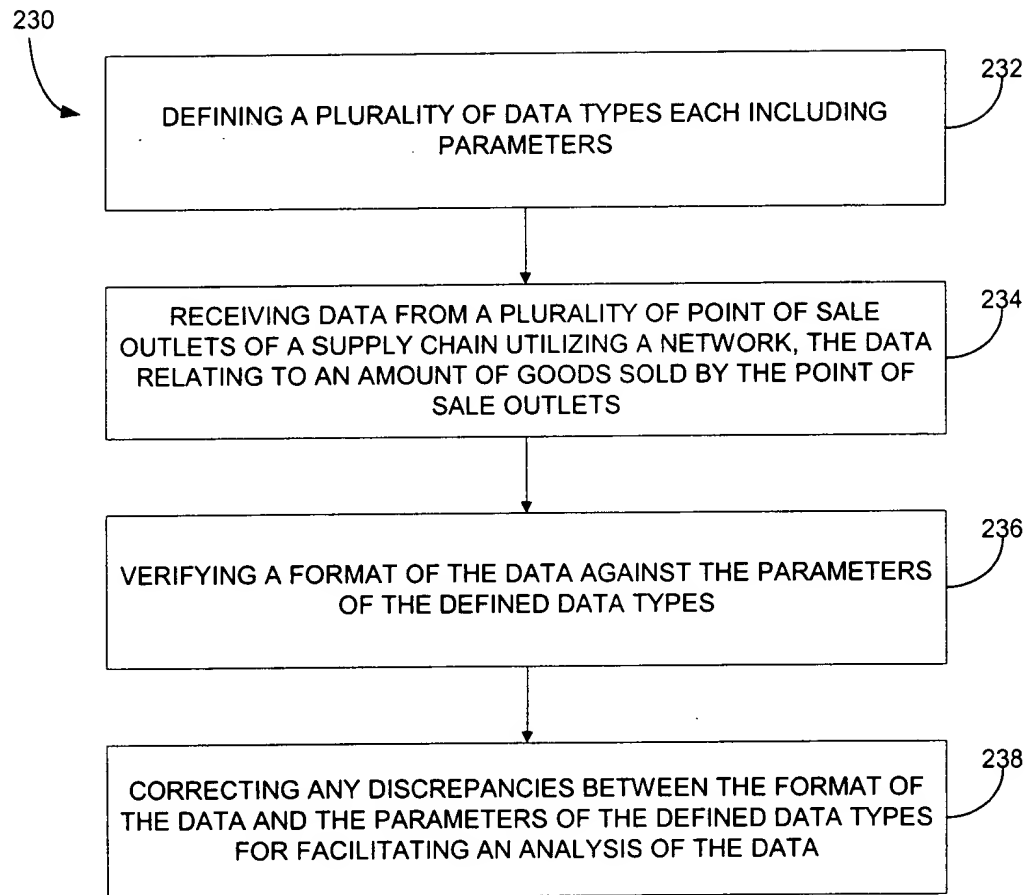 230
232
DEFINING A PLURALITY OF DATA TYPES EACH INCLUDING
PARAMETERS
234
RECEIVING DATA FROM A PLURALITY OF POINT OF SALE
OUTLETS OF A SUPPLY CHAIN UTILIZING A NETWORK, THE DATA
RELATING TO AN AMOUNT OF GOODS SOLD BY THE POINT OF
SALE OUTLETS
236
VERIFYING A FORMAT OF THE DATA AGAINST THE PARAMETERS
OF THE DEFINED DATA TYPES
238
CORRECTING ANY DISCREPANCIES BETWEEN THE FORMAT OF
THE DATA AND THE PARAMETERS OF THE DEFINED DATA TYPES
FOR FACILITATING AN ANALYSIS OF THE DATA